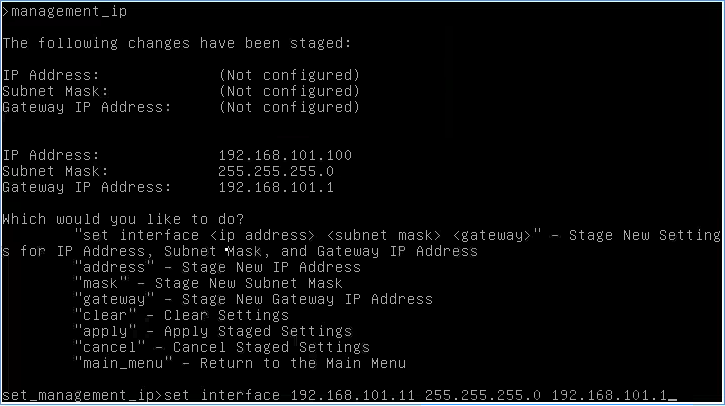 >management_ip
The following changes have been staged:
IP Address: (Not configured)
Subnet Mask: (Not configured)
Gateway IP Address: (Not configured)
IP Address: 192.168.101.100
Subnet Mask: 255.255.255.0
Gateway IP Address: 192.168.101.1
Which would you like to do?
"set interface <ip address> <subnet mask> <gateway>" - Stage New Setting
s for IP Address, Subnet Mask, and Gateway IP Address
"address" - Stage New IP Address
"mask" - Stage New Subnet Mask
"gateway" - Stage New Gateway IP Address
"clear" - Clear Settings
"apply" - Apply Staged Settings
"cancel" - Cancel Staged Settings
"main_menu" - Return to the Main Menu
set_management_ip>set interface 192.168.101.11 255.255.255.0 192.168.101.1_